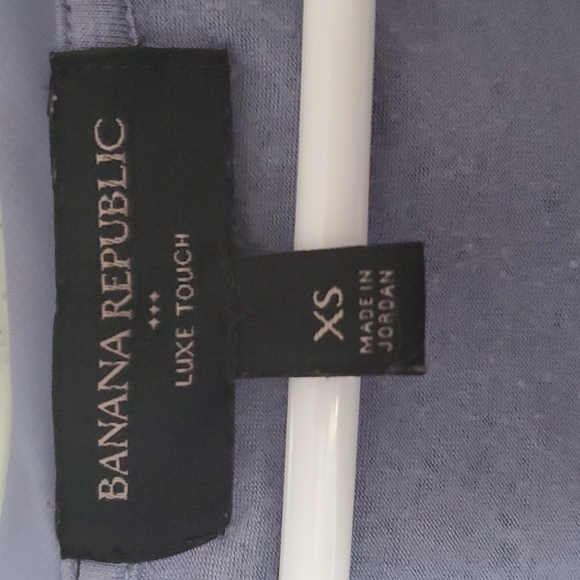 BANANA REPUBLIC
LUXE TOUCH
XS
MADE IN
JORDAN